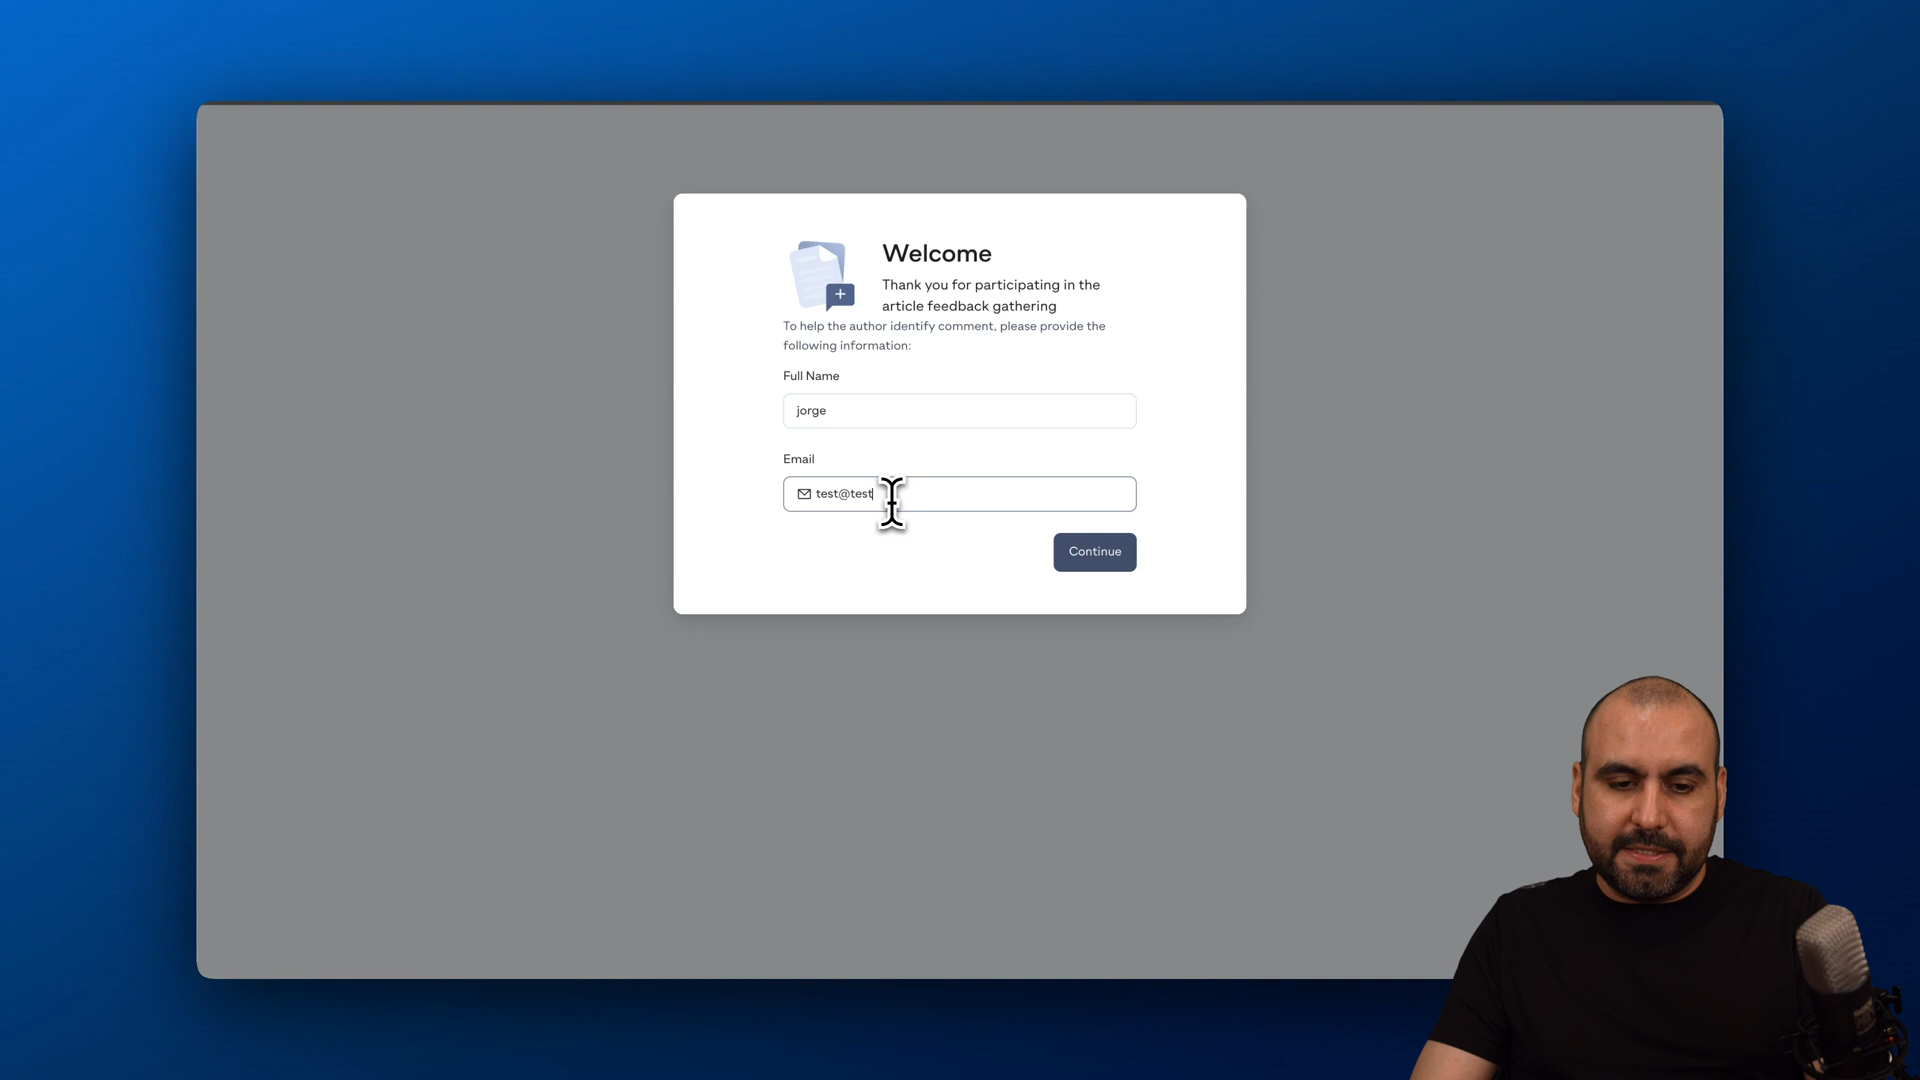 Welcome
Thank you for participating in the
article feedback gathering
To help the author identify comment, please provide the
following information:
Full Name
jorge
Email
test@test
Continue